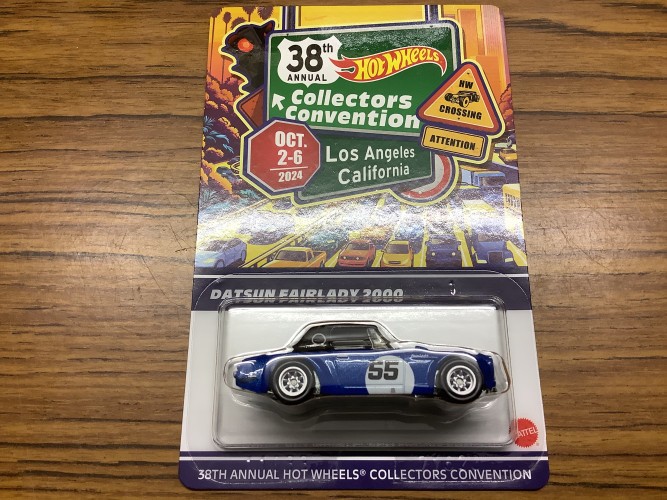 38th
ANNUAL
HOT WHEELS
Collectors
Convention
HW
CROSSING
ATTENTION
OCT.
2-6
2024
Los Angeles
California
DATSUN FAIRLADY 2000
55
MATTEL
38TH ANNUAL HOT WHEELS® COLLECTORS CONVENTION